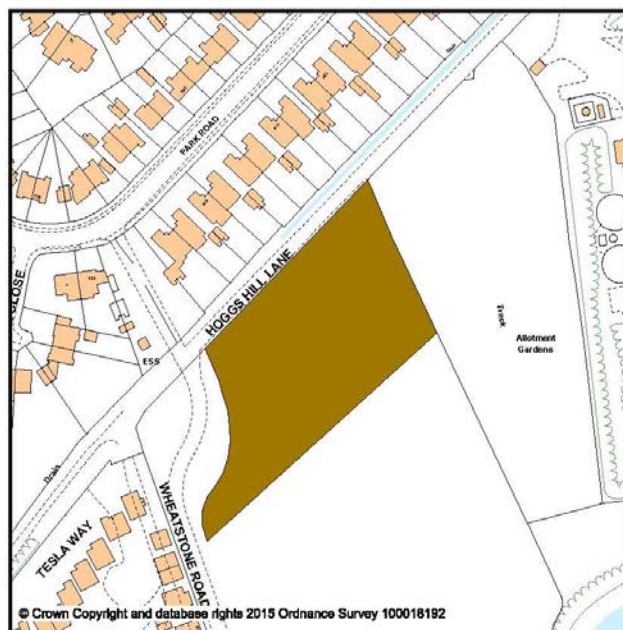 PARK ROAD
HOGGS HILL LANE
Track
Allotment
Gardens
ESS
Drain
TESLA WAY
WHEATSTONE ROAD
© Crown Copyright and database rights 2015 Ordnance Survey 100018192